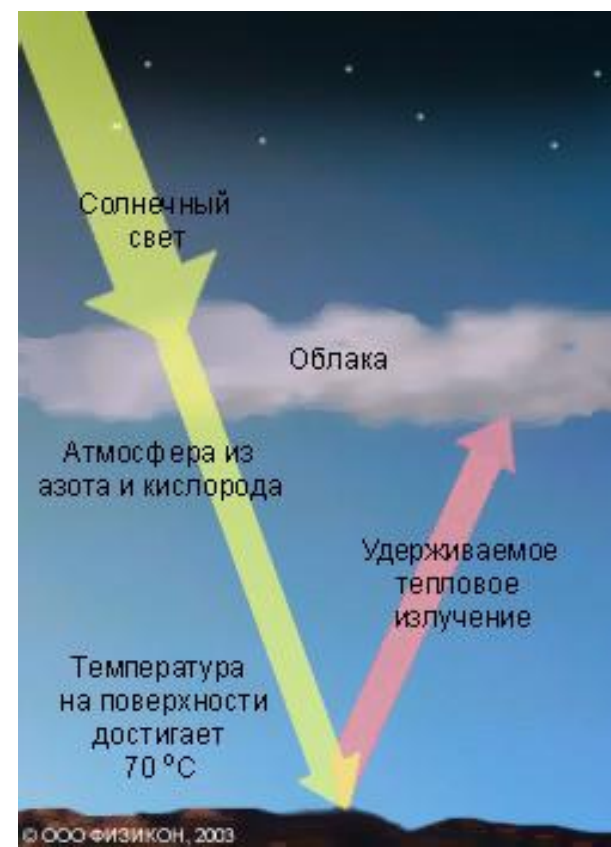 Солнечный
свет
Облака
Атмосфера из
азота и кислорода
Удерживаемое
тепловое
излучение
Температура
на поверхности
достигает
70 °C
© ООО ФИЗИКОН, 2003